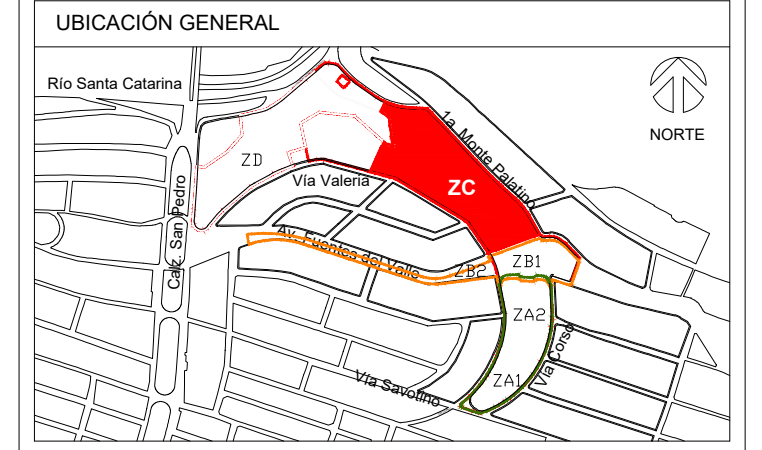 UBICACIÓN GENERAL
Río Santa Catarina
NORTE
1a. Monte Palatino
ZD
Vía Valeria
ZC
Calz. San Pedro
Av. Fuentes del Valle
ZB2
ZB1
ZA2
Vía Corso
ZA1
Vía Savotino